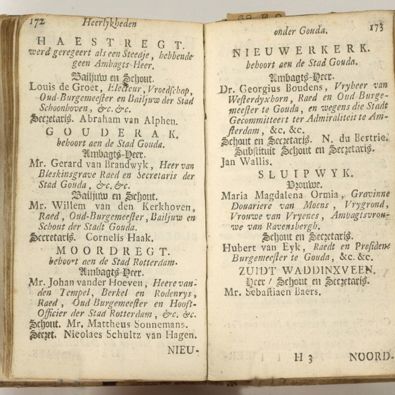 172 Heerlykheden
HAESTREGT.
werd geregeert als een Steedje, hebbende
geen Ambagts-Heer.
Bailjuw en Schout.
Louis de Groet, Electeur, Vroedschap,
Oud-Burgemeester en Bailjuw der Stad
Schoonhoven, &c. &c.
Secretaris. Abraham van Alphen.
GOUDERAK.
behoort aen de Stad Gouda.
Ambagts-Heer.
Mr. Gerard van Brandwyk, Heer van
Bleskinsgrave Raed en Secretaris der
Stad Gouda, &c. &c.
Bailjuw en Schout.
Mr. Willem van den Kerkhoven,
Raed, Oud-Burgemeester, Bailjuw en
Schout der Stadt Gouda.
Secretaris. Cornelis Haak.
MOORDREGT.
behoort aen de Stad Rotterdam.
Ambagts-Heer.
Mr. Johan vander Hoeven, Heere van-
den Tempel, Berkel en Rodenrys,
Raed, Oud Burgemeester en Hooft-
Officier der Stad Rotterdam, &c. &c.
Schout. Mr. Mattheus Sonnemans.
Secret. Nicolaes Schultz van Hagen.
NIEU-
onder Gouda. 173
NIEUWERKERK.
behoort aen de Stad Gouda.
Ambagts-Heer.
Dr. Georgius Boudens, Vryheer van
Westerdyxhorn, Raed en Oud Burge-
meester te Gouda, en wegens die Stadt
Gecommitteert ter Admiraliteit te Am-
sterdam, &c. &c.
Schout en Secretaris. N. du Bertrie.
Substituit Schout en Secretaris.
Jan Wallis.
SLUIPWYK.
Vrouwe.
Maria Magdalena Ormia, Gravinne
Douariere van Moens, Vrygrond,
Vrouwe van Vryenes, Ambagtsvrou-
we van Ravensbergh.
Schout en Secretaris.
Hubert van Eyk, Raedt en Presidene
Burgemeester te Gouda, &c. &c.
ZUIDT WADDINXVEEN.
Heer / Schout en Secretaris.
Mr. Sebastiaen Baers.
H 3 NOORD-